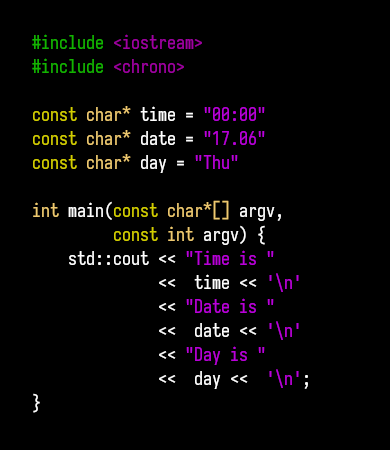 #include <iostream>
#include <chrono>

const char* time = "00:00"
const char* date = "17.06"
const char* day = "Thu"

int main(const char*[] argv,
         const int argv) {
    std::cout << "Time is "
              <<  time << '\n'
              << "Date is "
              <<  date << '\n'
              << "Day is "
              <<  day <<  '\n';
}